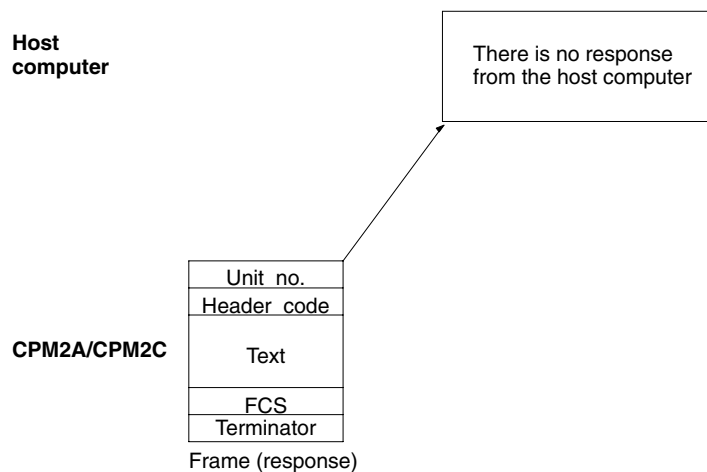 Host
computer
There is no response
from the host computer
Unit no.
Header code
CPM2A/CPM2C
Text
FCS
Terminator
Frame (response)